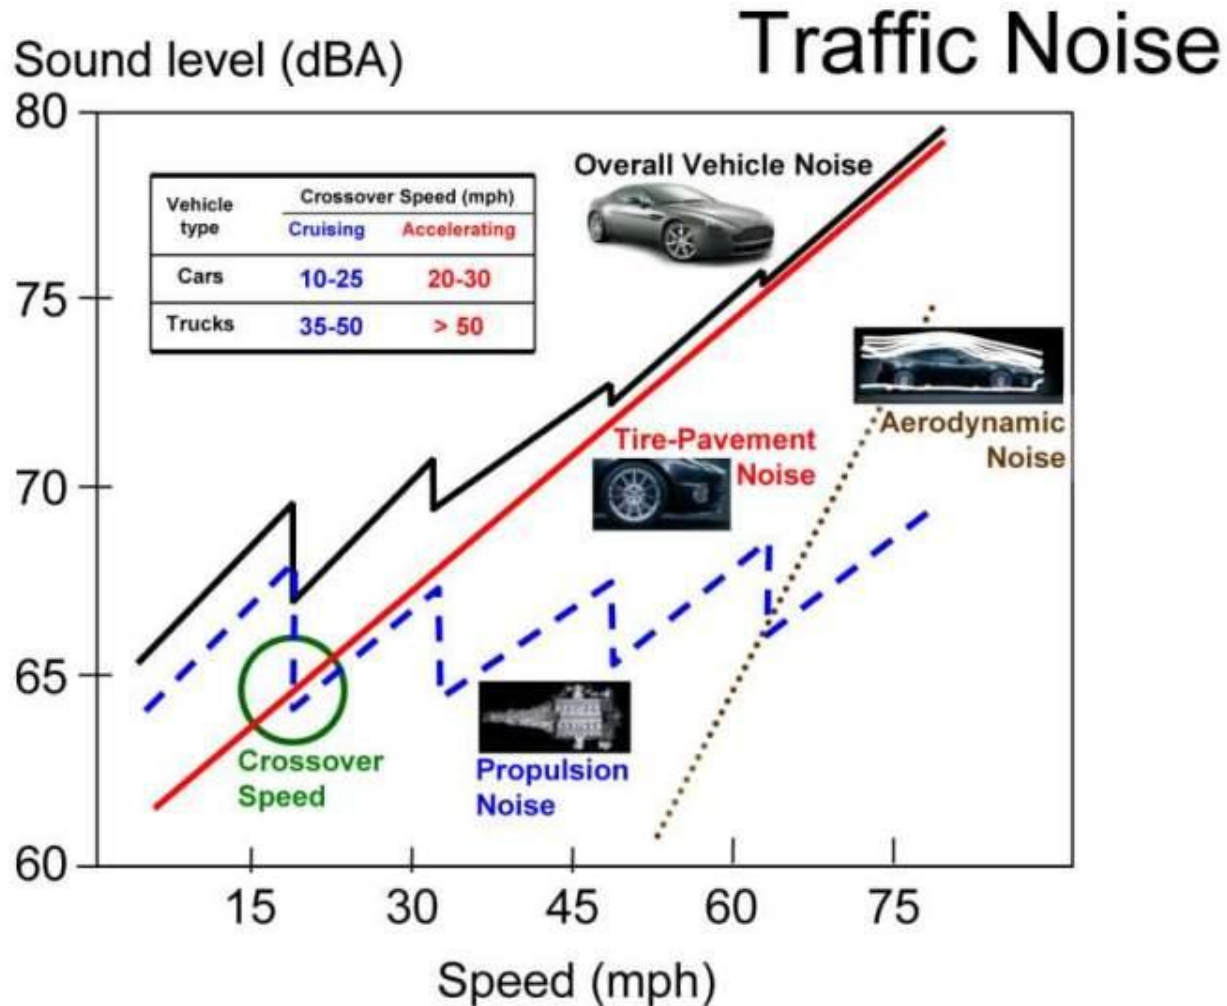 Traffic Noise
Sound level (dBA)
80
75
70
65
60
Vehicle type
Crossover Speed (mph)
Cruising
Accelerating
Cars
10-25
20-30
Trucks
35-50
> 50
Overall Vehicle Noise
Aerodynamic
Noise
Tire-Pavement
Noise
Crossover
Speed
Propulsion
Noise
15
30
45
60
75
Speed (mph)